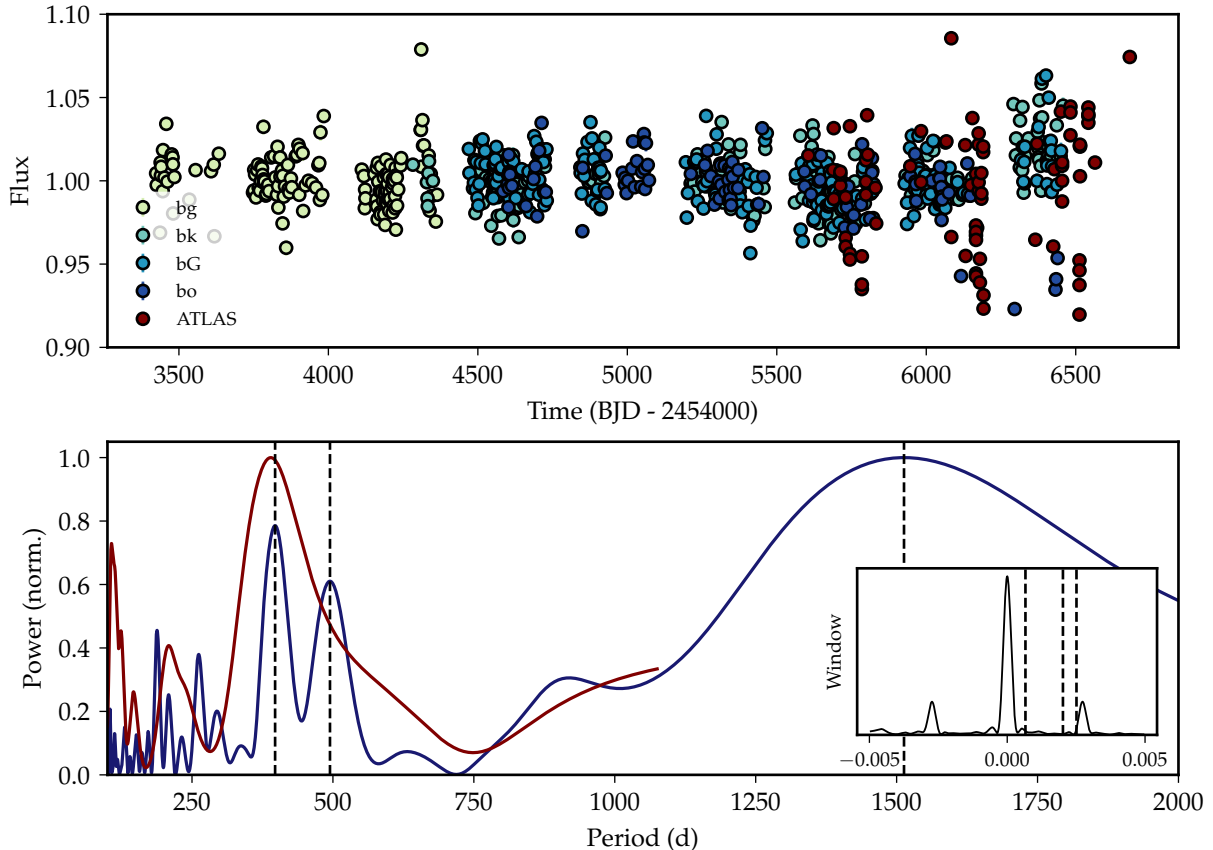 1.10
1.05
1.00
0.95
0.90
Flux
bg
bk
bG
bo
ATLAS
3500 4000 4500 5000 5500 6000 6500
Time (BJD - 2454000)
1.0
0.8
0.6
0.4
0.2
0.0
Power (norm.)
Window
−0.005 0.000 0.005
250 500 750 1000 1250 1500 1750 2000
Period (d)